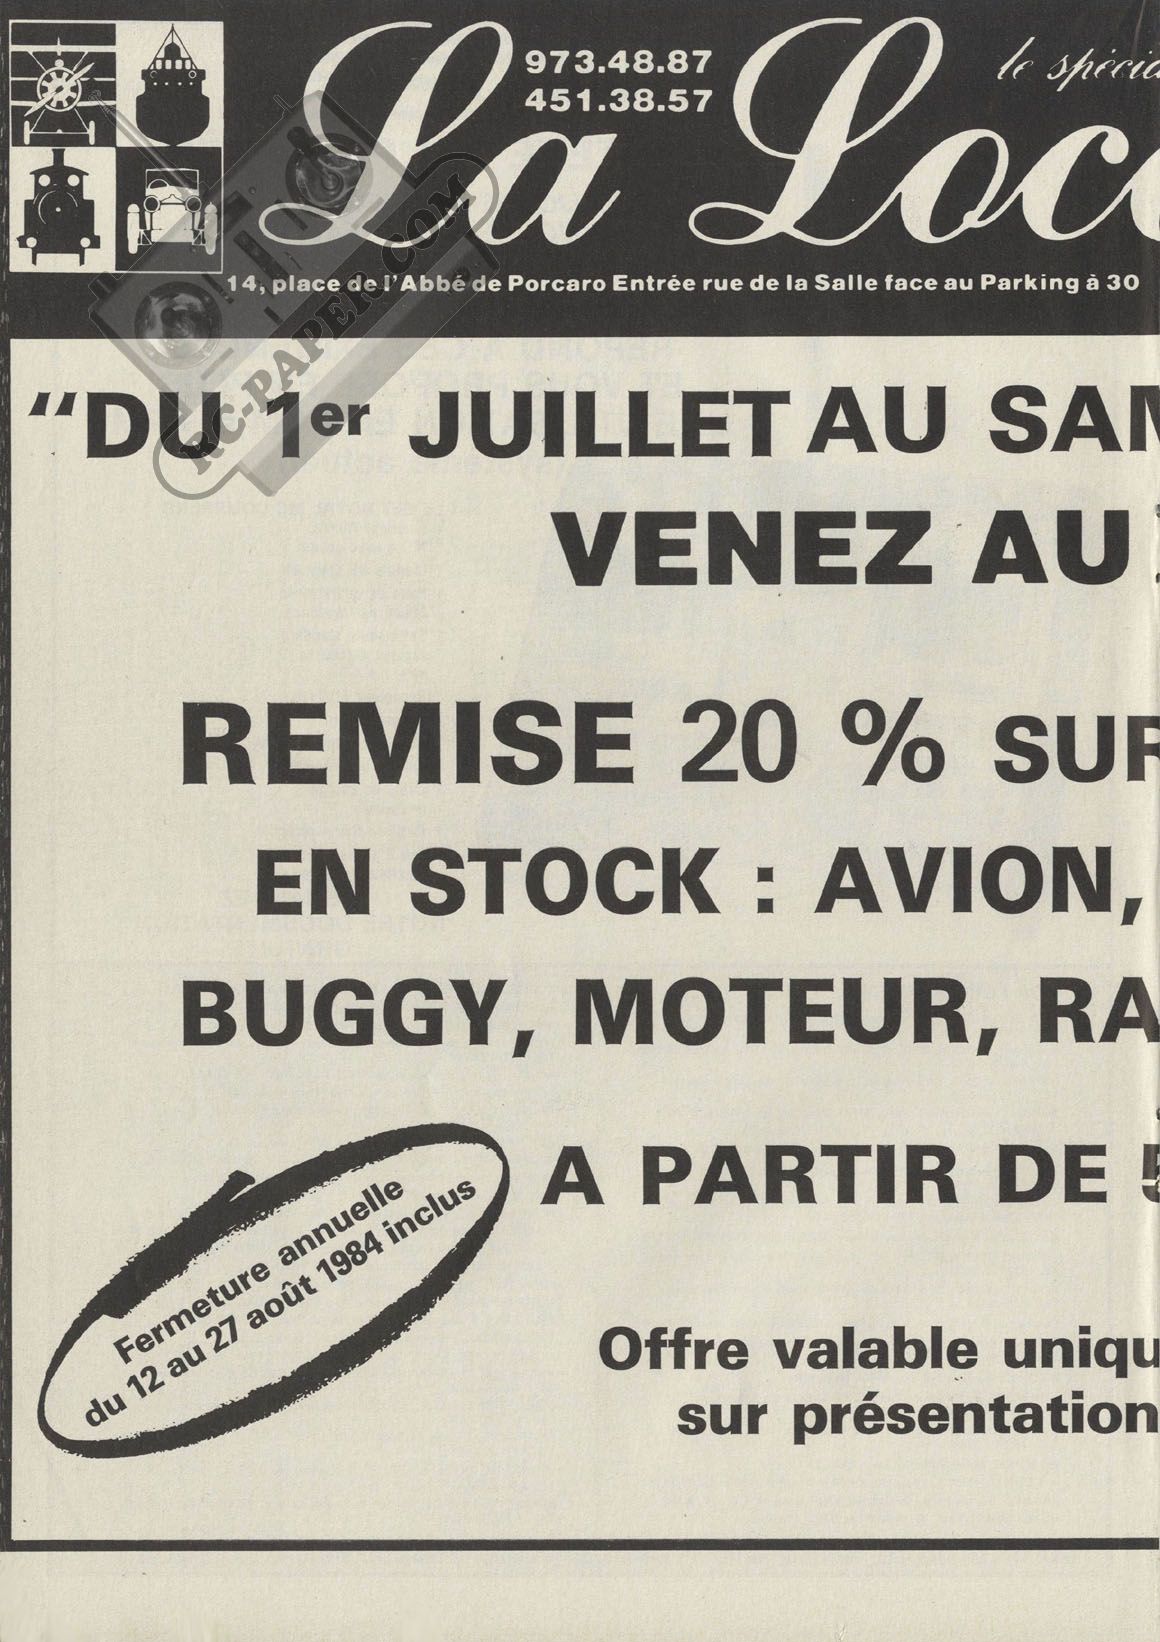 973.48.87
451.38.57
La Loco
le spécia
14, place de l'Abbé de Porcaro Entrée rue de la Salle face au Parking à 30
RC-PAPER.COM
"DU 1er JUILLET AU SAM
VENEZ AU
REMISE 20 % SUR
EN STOCK : AVION,
BUGGY, MOTEUR, RA
A PARTIR DE 5
Fermeture annuelle
du 12 au 27 août 1984 inclus
Offre valable uniqu
sur présentation